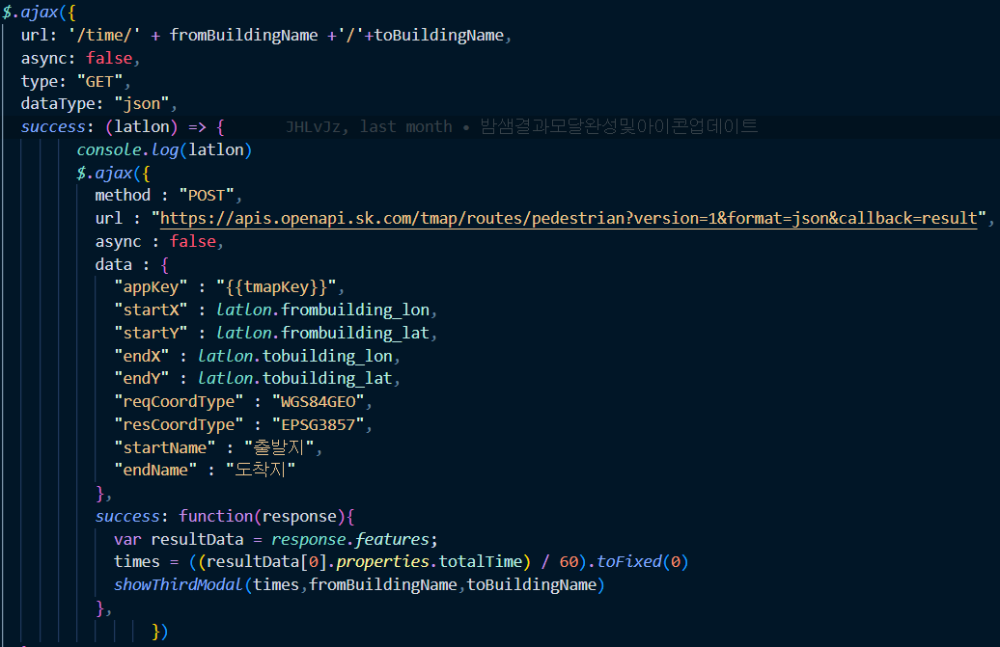 $.ajax({
url: '/time/' + fromBuildingName +'/'+toBuildingName,
async: false,
type: "GET",
dataType: "json",
success: (latlon) => { JHLvJz, last month • 밤샘결과모달완성및아이콘업데이트
console.log(latlon)
$.ajax({
method : "POST",
url : "https://apis.openapi.sk.com/tmap/routes/pedestrian?version=1&format=json&callback=result",
async : false,
data : {
"appKey" : "{{tmapKey}}",
"startX" : latlon.frombuilding_lon,
"startY" : latlon.frombuilding_lat,
"endX" : latlon.tobuilding_lon,
"endY" : latlon.tobuilding_lat,
"reqCoordType" : "WGS84GEO",
"resCoordType" : "EPSG3857",
"startName" : "출발지",
"endName" : "도착지"
},
success: function(response){
var resultData = response.features;
times = ((resultData[0].properties.totalTime) / 60).toFixed(0)
showThirdModal(times,fromBuildingName,toBuildingName)
},
})